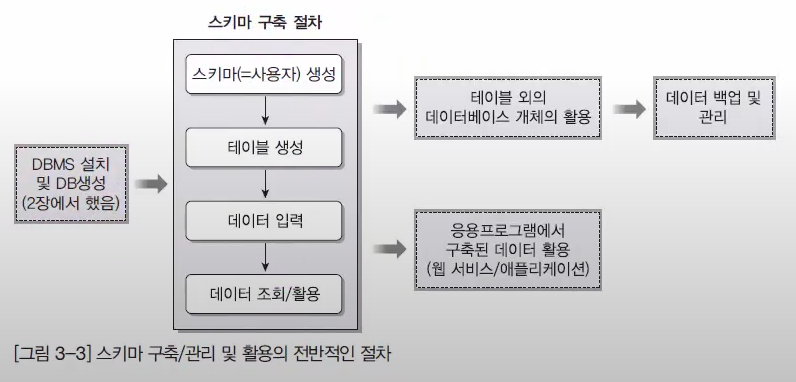 스키마 구축 절차
스키마(=사용자) 생성
테이블 생성
데이터 입력
데이터 조회/활용
DBMS 설치
및 DB생성
(2장에서 했음)
테이블 외의
데이터베이스 개체의 활용
데이터 백업 및
관리
응용프로그램에서
구축된 데이터 활용
(웹 서비스/애플리케이션)
[그림 3-3] 스키마 구축/관리 및 활용의 전반적인 절차